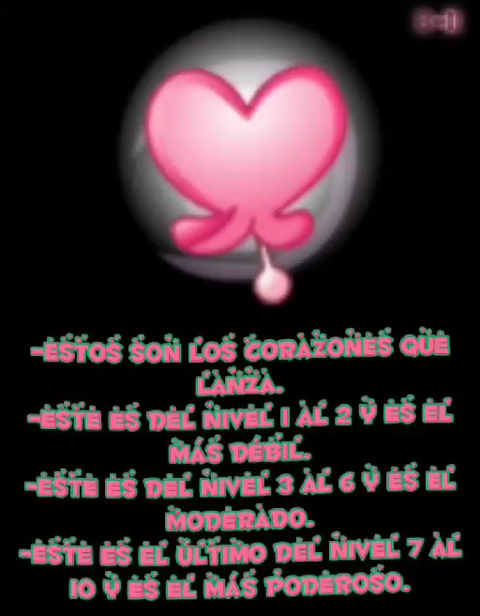 -ESTOS SON LOS CORAZONES QUE
LANZA.
-ESTE ES DEL NIVEL 1 AL 2 Y ES EL
MÁS DÉBIL.
-ESTE ES DEL NIVEL 3 AL 6 Y ES EL
MODERADO.
-ESTE ES EL ÚLTIMO DEL NIVEL 7 AL
10 Y ES EL MÁS PODEROSO.